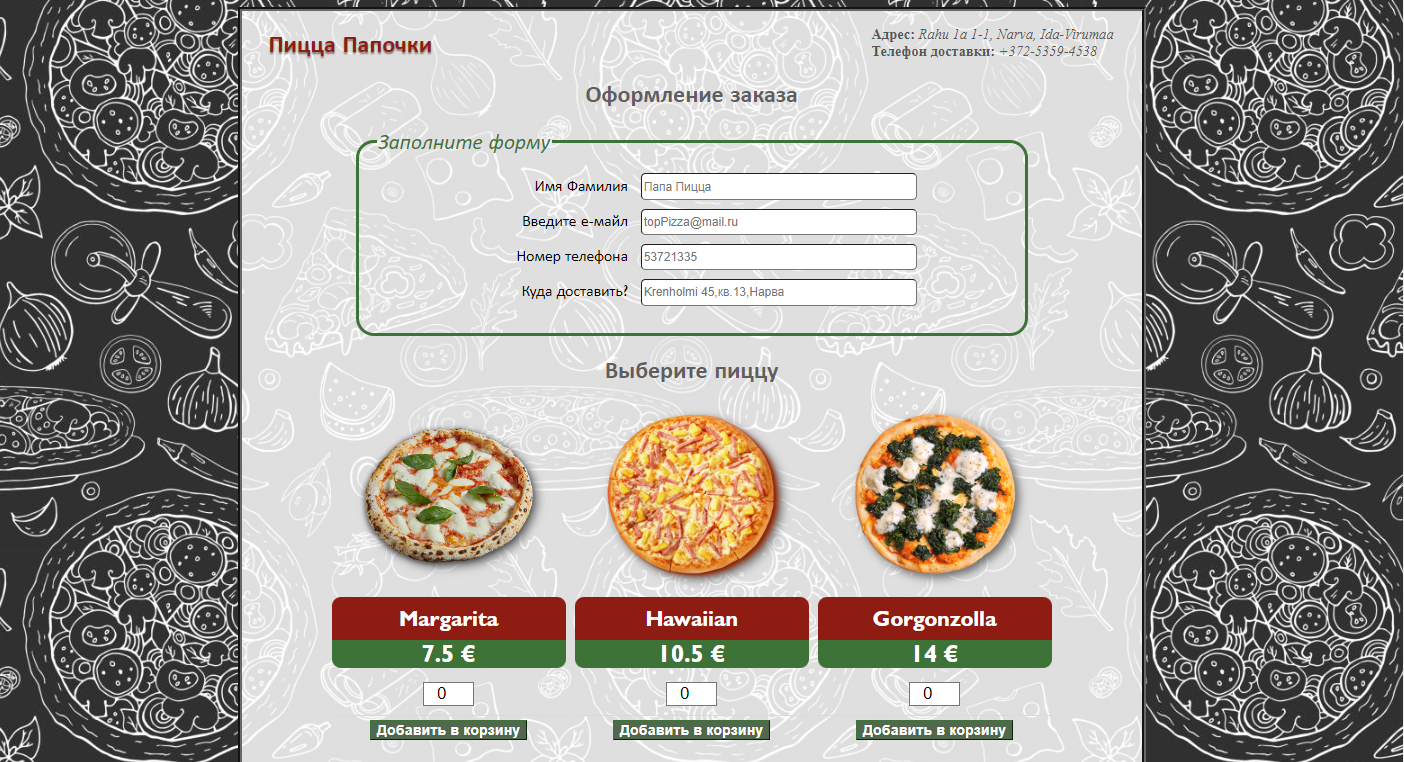 Пицца Папочки
Адрес: Rahu 1a 1-1, Narva, Ida-Virumaa
Телефон доставки: +372-5359-4538
Оформление заказа
Заполните форму
Имя Фамилия Папа Пицца
Введите е-майл topPizza@mail.ru
Номер телефона 53721335
Куда доставить? Krenholmi 45,кв.13,Нарва
Выберите пиццу
Margarita Hawaiian Gorgonzolla
7.5 € 10.5 € 14 €
0 0 0
Добавить в корзину Добавить в корзину Добавить в корзину